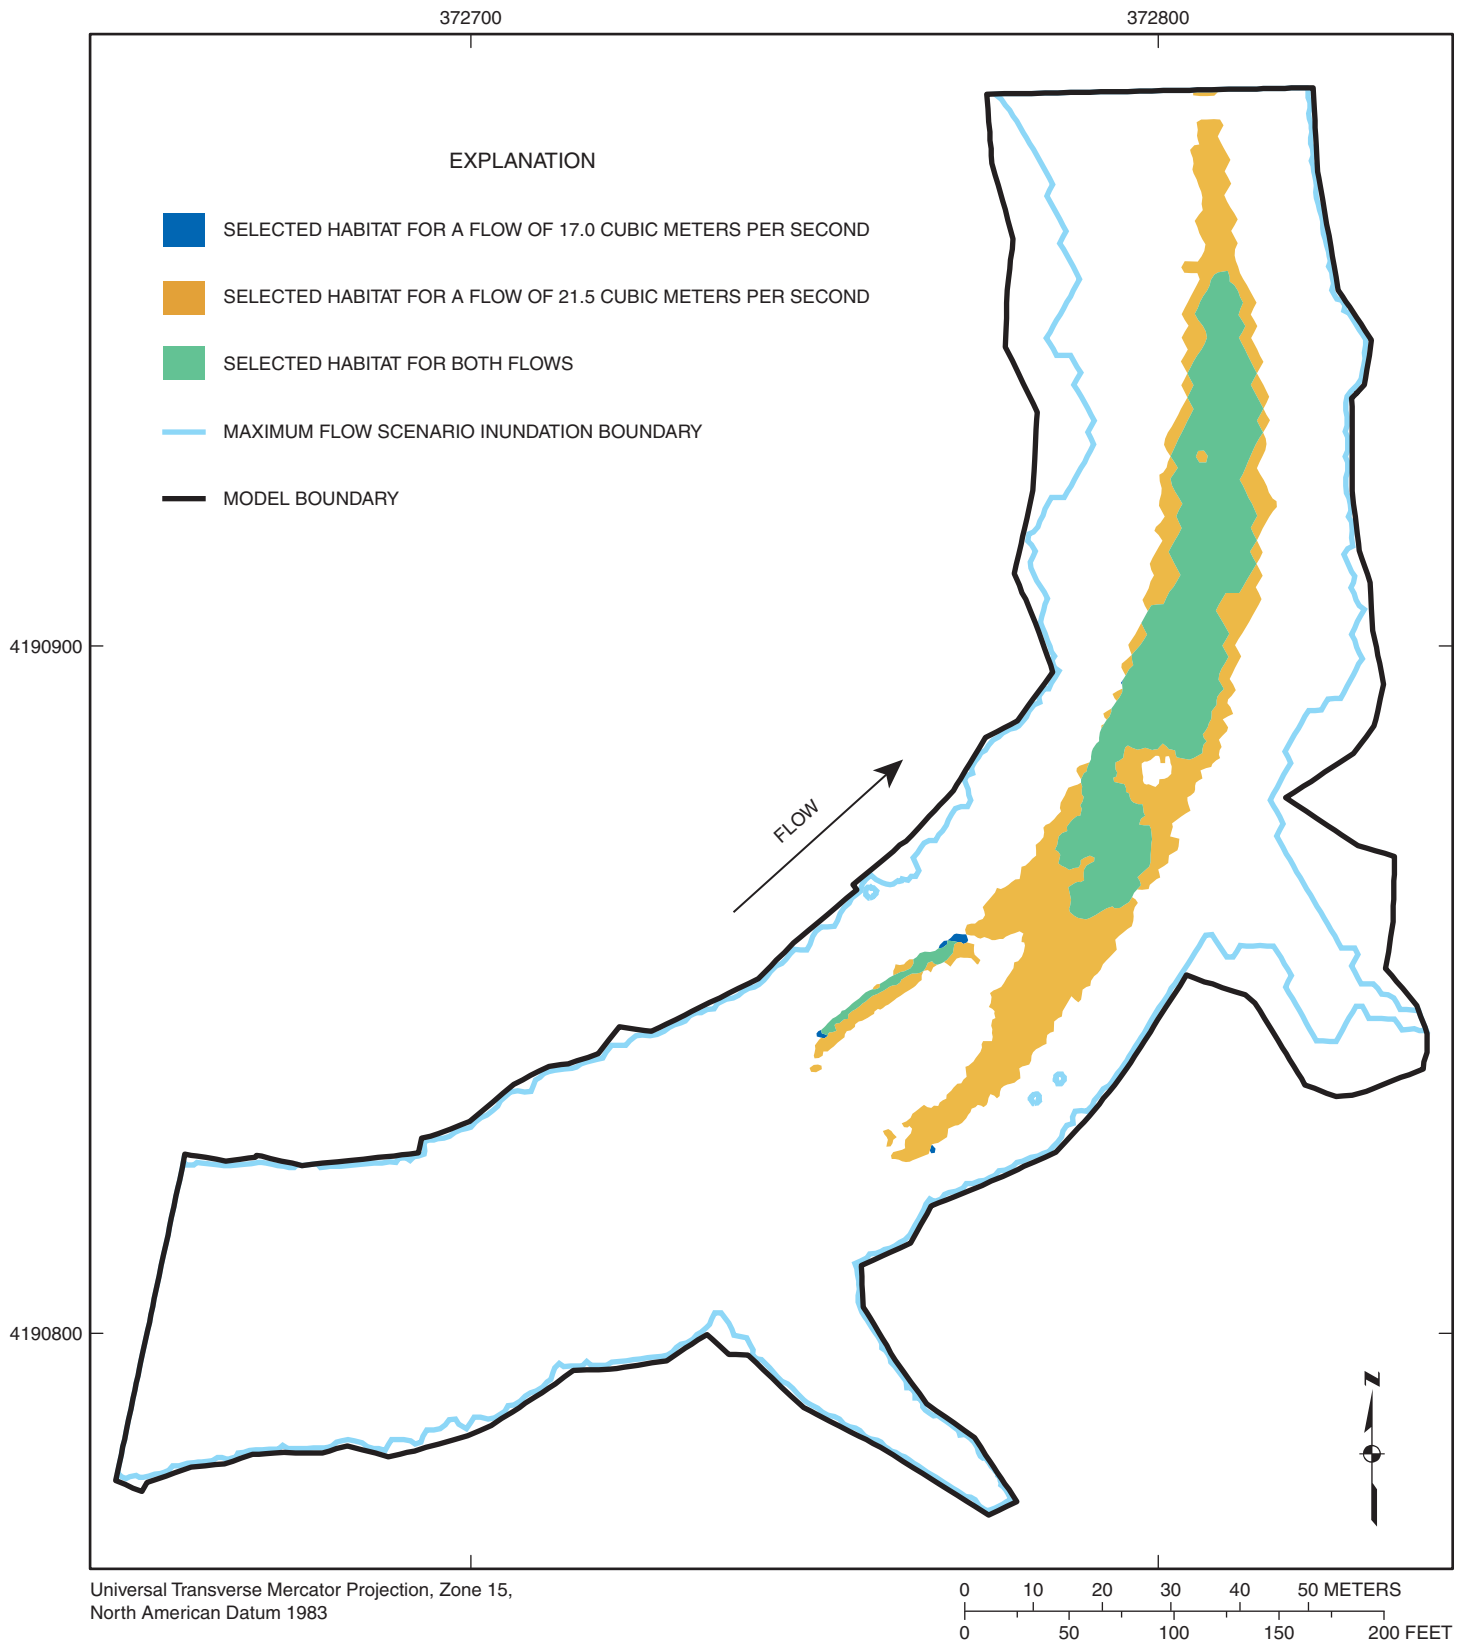 372700 372800
EXPLANATION
SELECTED HABITAT FOR A FLOW OF 17.0 CUBIC METERS PER SECOND
SELECTED HABITAT FOR A FLOW OF 21.5 CUBIC METERS PER SECOND
SELECTED HABITAT FOR BOTH FLOWS
MAXIMUM FLOW SCENARIO INUNDATION BOUNDARY
MODEL BOUNDARY
4190900
FLOW
4190800
N
Universal Transverse Mercator Projection, Zone 15,
North American Datum 1983
0 10 20 30 40 50 METERS
0 50 100 150 200 FEET